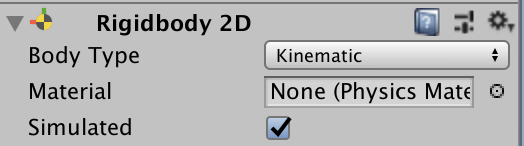 Rigidbody 2D
Body Type Kinematic
Material None (Physics Mate
Simulated